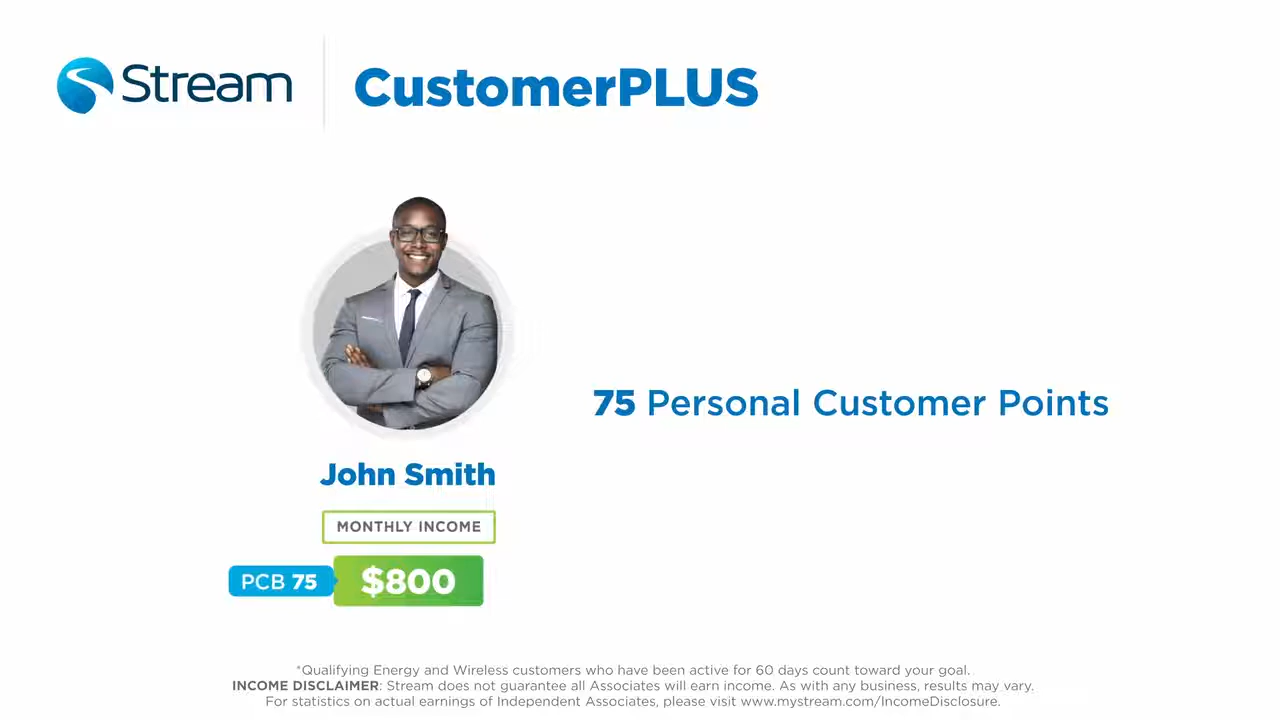 Stream
CustomerPLUS
75 Personal Customer Points
John Smith
MONTHLY INCOME
PCB 75
$800
*Qualifying Energy and Wireless customers who have been active for 60 days count toward your goal.
INCOME DISCLAIMER: Stream does not guarantee all Associates will earn income. As with any business, results may vary.
For statistics on actual earnings of Independent Associates, please visit www.mystream.com/IncomeDisclosure.